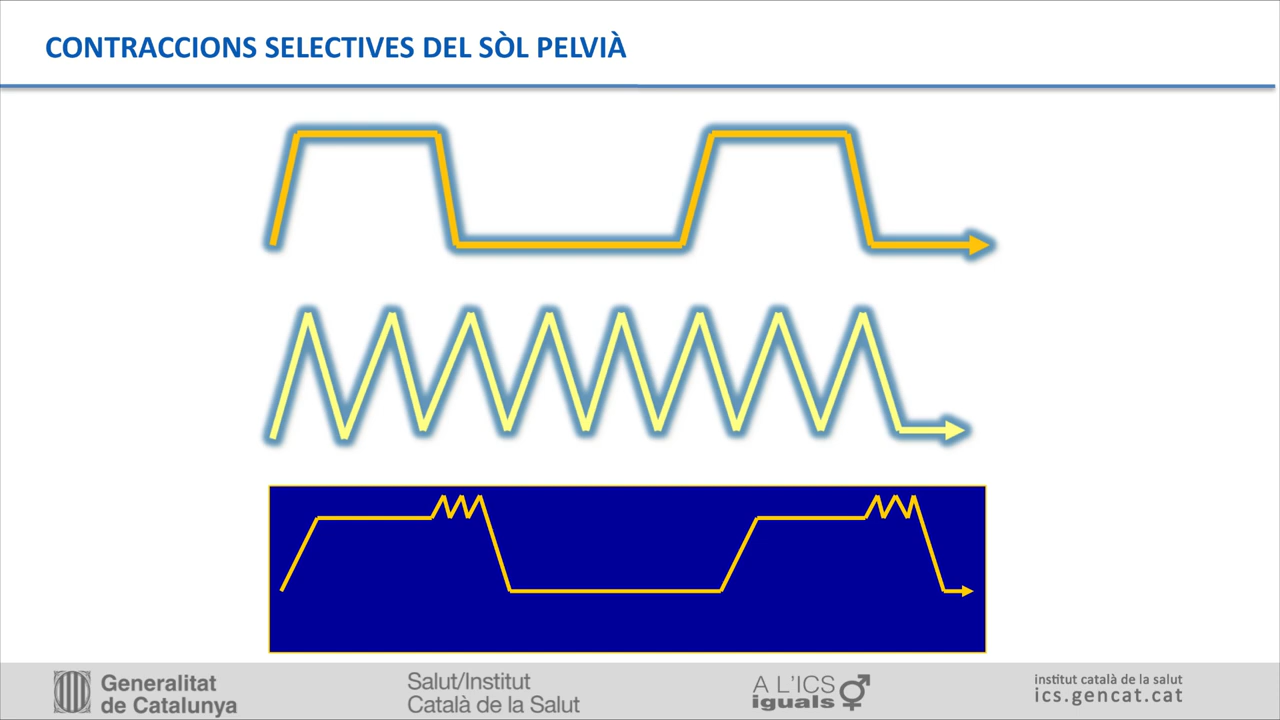 CONTRACCIONS SELECTIVES DEL SÒL PELVIÀ
Generalitat
de Catalunya
Salut/Institut
Català de la Salut
A L'ICS
iguals
institut català de la salut
ics.gencat.cat